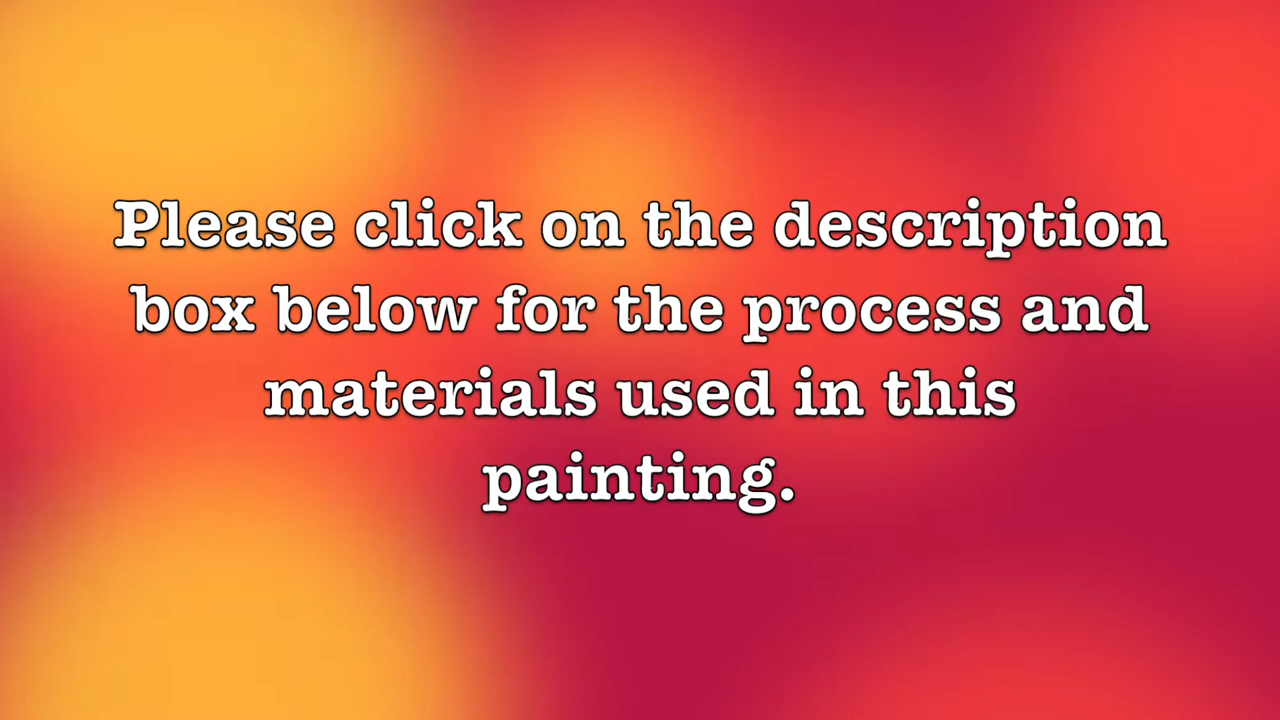 Please click on the description
box below for the process and
materials used in this
painting.